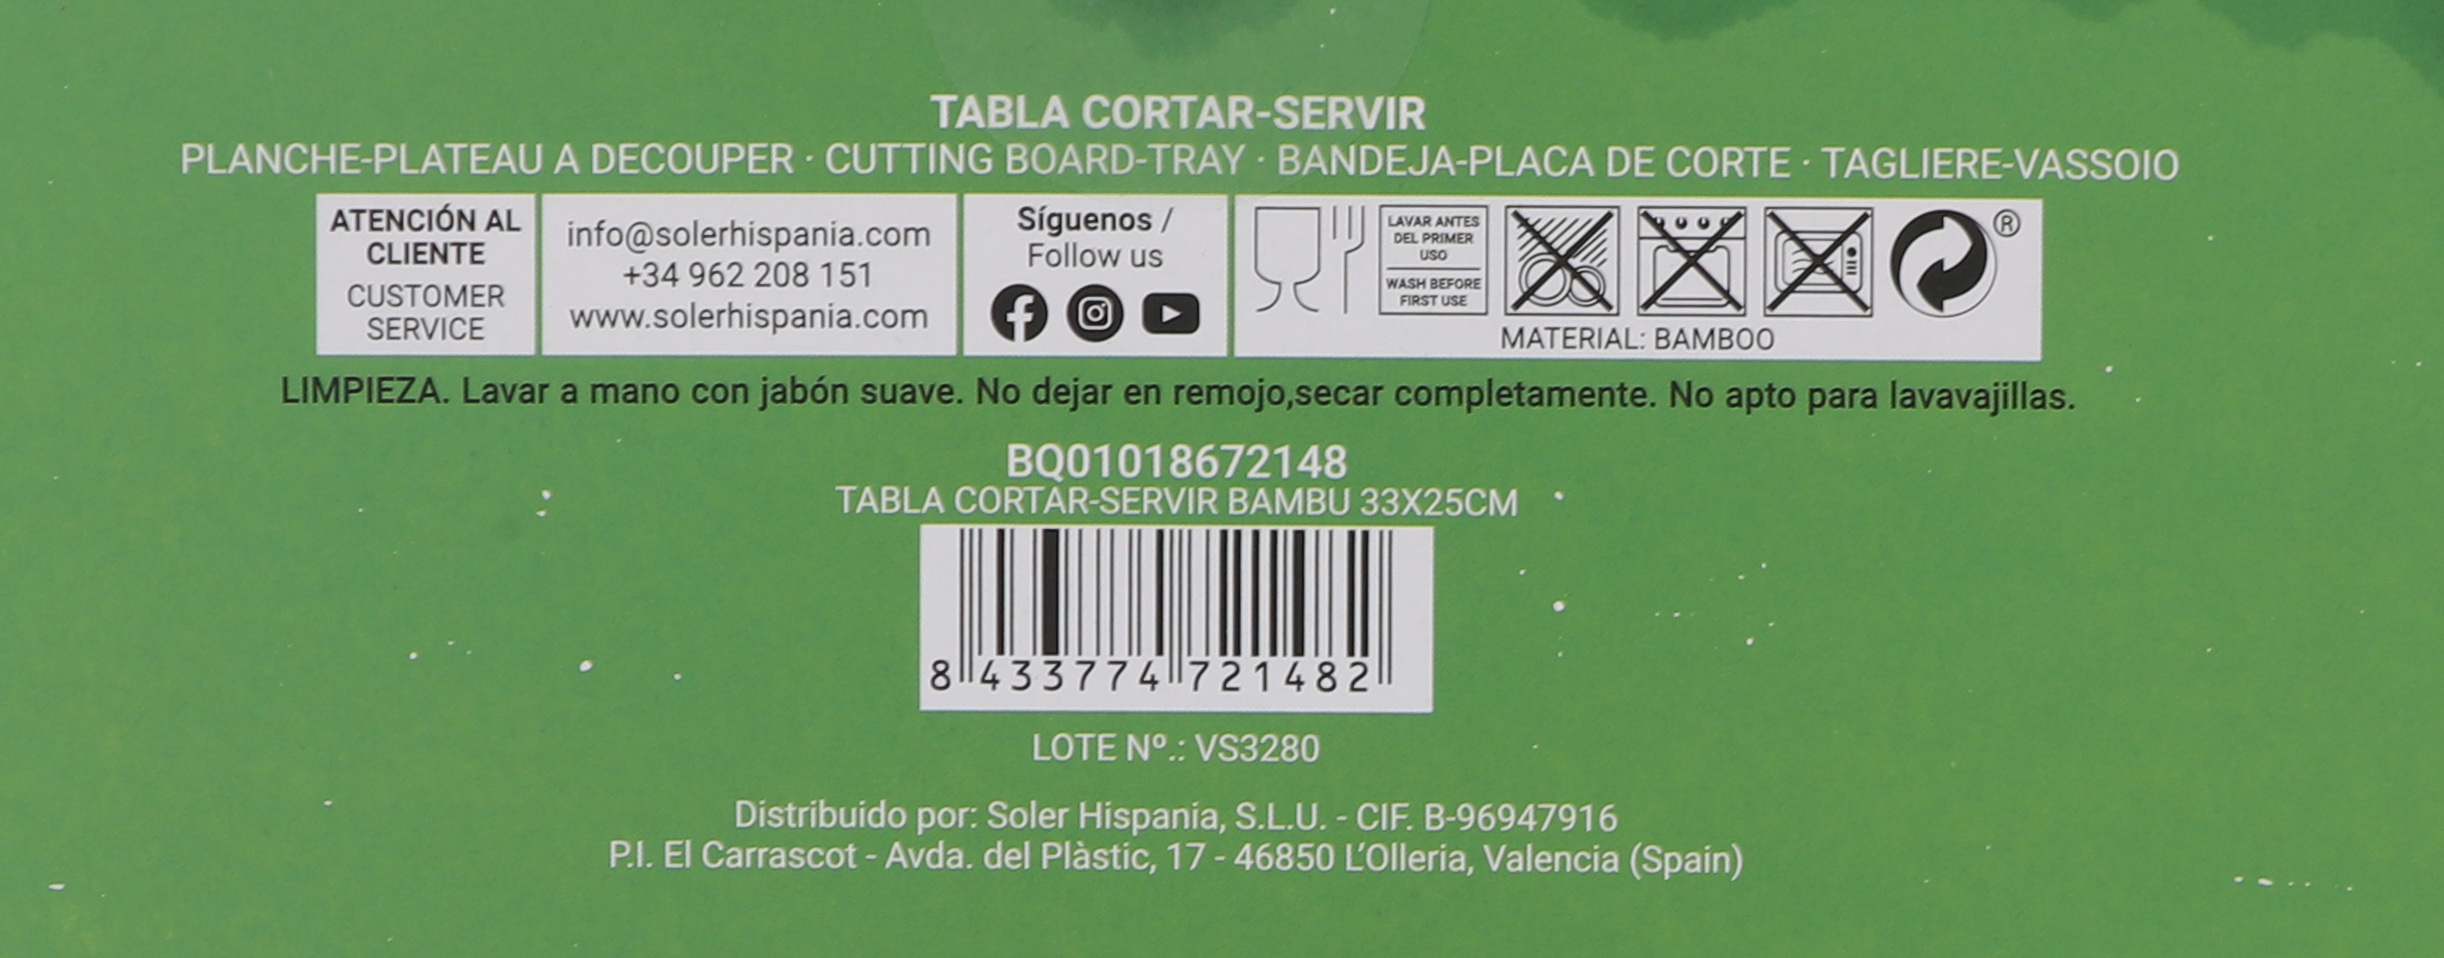 TABLA CORTAR-SERVIR
PLANCHE-PLATEAU A DECOUPER · CUTTING BOARD-TRAY · BANDEJA-PLACA DE CORTE · TAGLIERE-VASSOIO
ATENCIÓN AL
CLIENTE
CUSTOMER
SERVICE
info@solerhispania.com
+34 962 208 151
www.solerhispania.com
Síguenos /
Follow us
LAVAR ANTES
DEL PRIMER
USO
WASH BEFORE
FIRST USE
®
MATERIAL: BAMBOO
LIMPIEZA. Lavar a mano con jabón suave. No dejar en remojo,secar completamente. No apto para lavavajillas.
BQ01018672148
TABLA CORTAR-SERVIR BAMBU 33X25CM
8 433774 721482
LOTE Nº.: VS3280
Distribuido por: Soler Hispania, S.L.U. - CIF. B-96947916
P.I. El Carrascot - Avda. del Plàstic, 17 - 46850 L'Olleria, Valencia (Spain)